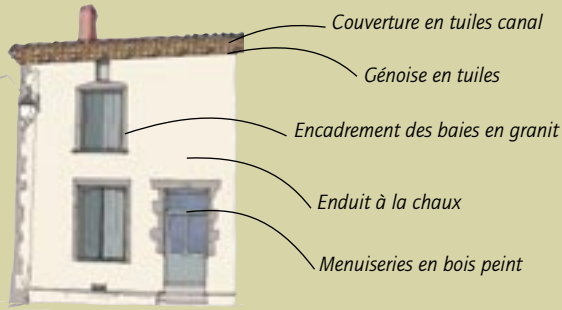 Couverture en tuiles canal
Génoise en tuiles
Encadrement des baies en granit
Enduit à la chaux
Menuiseries en bois peint